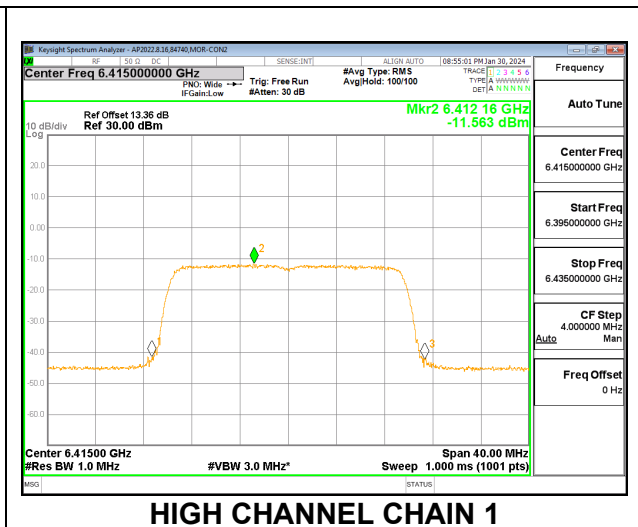 Keysight Spectrum Analyzer - AP2022.8.16,84740,MOR-CON2
RF 50 Ω DC SENSE:INT ALIGN AUTO 08:55:01 PM Jan 30, 2024
Center Freq 6.415000000 GHz
PNO: Wide
IFGain:Low
Trig: Free Run
#Atten: 30 dB
#Avg Type: RMS
Avg|Hold: 100/100
TRACE 1 2 3 4 5 6
TYPE A WWWWW
DET A N N N N N
Frequency
Auto Tune
Center Freq
6.415000000 GHz
Start Freq
6.395000000 GHz
Stop Freq
6.435000000 GHz
CF Step
4.000000 MHz
Auto Man
Freq Offset
0 Hz
Mkr2 6.412 16 GHz
-11.563 dBm
Ref Offset 13.36 dB
10 dB/div Ref 30.00 dBm
Log
20.0
10.0
0.00
-10.0
-20.0
-30.0
-40.0
-50.0
-60.0
1
2
3
Center 6.41500 GHz Span 40.00 MHz
#Res BW 1.0 MHz #VBW 3.0 MHz* Sweep 1.000 ms (1001 pts)
MSG STATUS
HIGH CHANNEL CHAIN 1